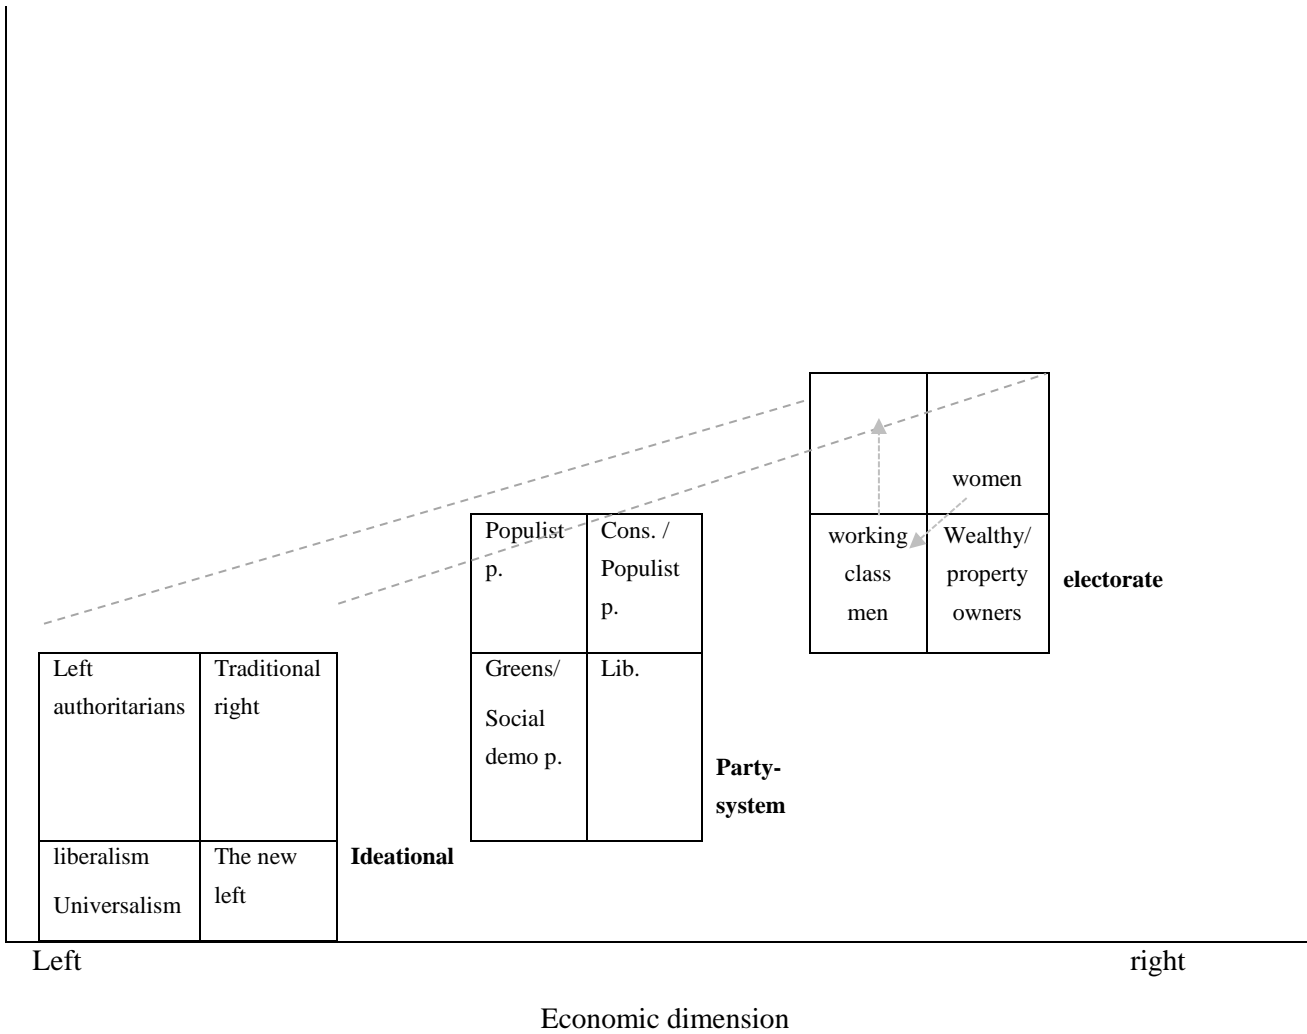 women
working
class
men
Wealthy/
property
owners
electorate
Populist
p.
Cons. /
Populist
p.
Greens/
Social
demo p.
Lib.
Party-
system
Left
authoritarians
Traditional
right
liberalism
Universalism
The new
left
Ideational
Left
right
Economic dimension